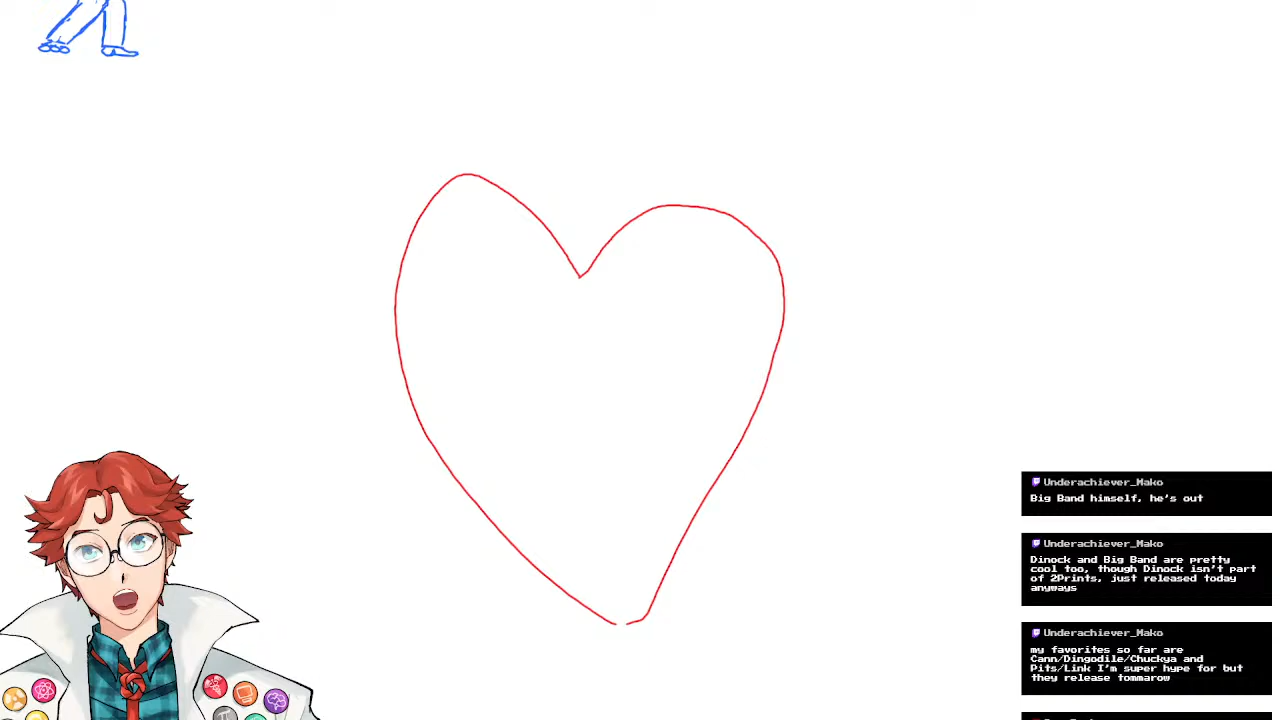 Underachiever_Mako
Big Band himself, he's out
Underachiever_Mako
Dinock and Big Band are pretty
cool too, though Dinock isn't part
of 2Prints, just released today
anyways
Underachiever_Mako
my favorites so far are
Cann/Dingodile/Chuckya and
Pits/Link I'm super hype for but
they release tommarow